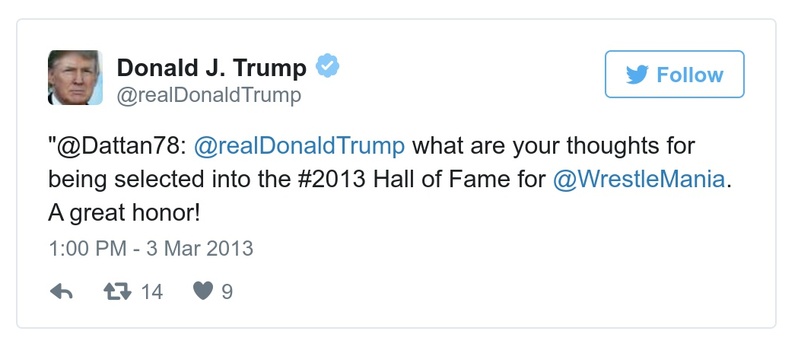 Donald J. Trump
@realDonaldTrump
Follow
"@Dattan78: @realDonaldTrump what are your thoughts for
being selected into the #2013 Hall of Fame for @WrestleMania.
A great honor!
1:00 PM - 3 Mar 2013
14 9